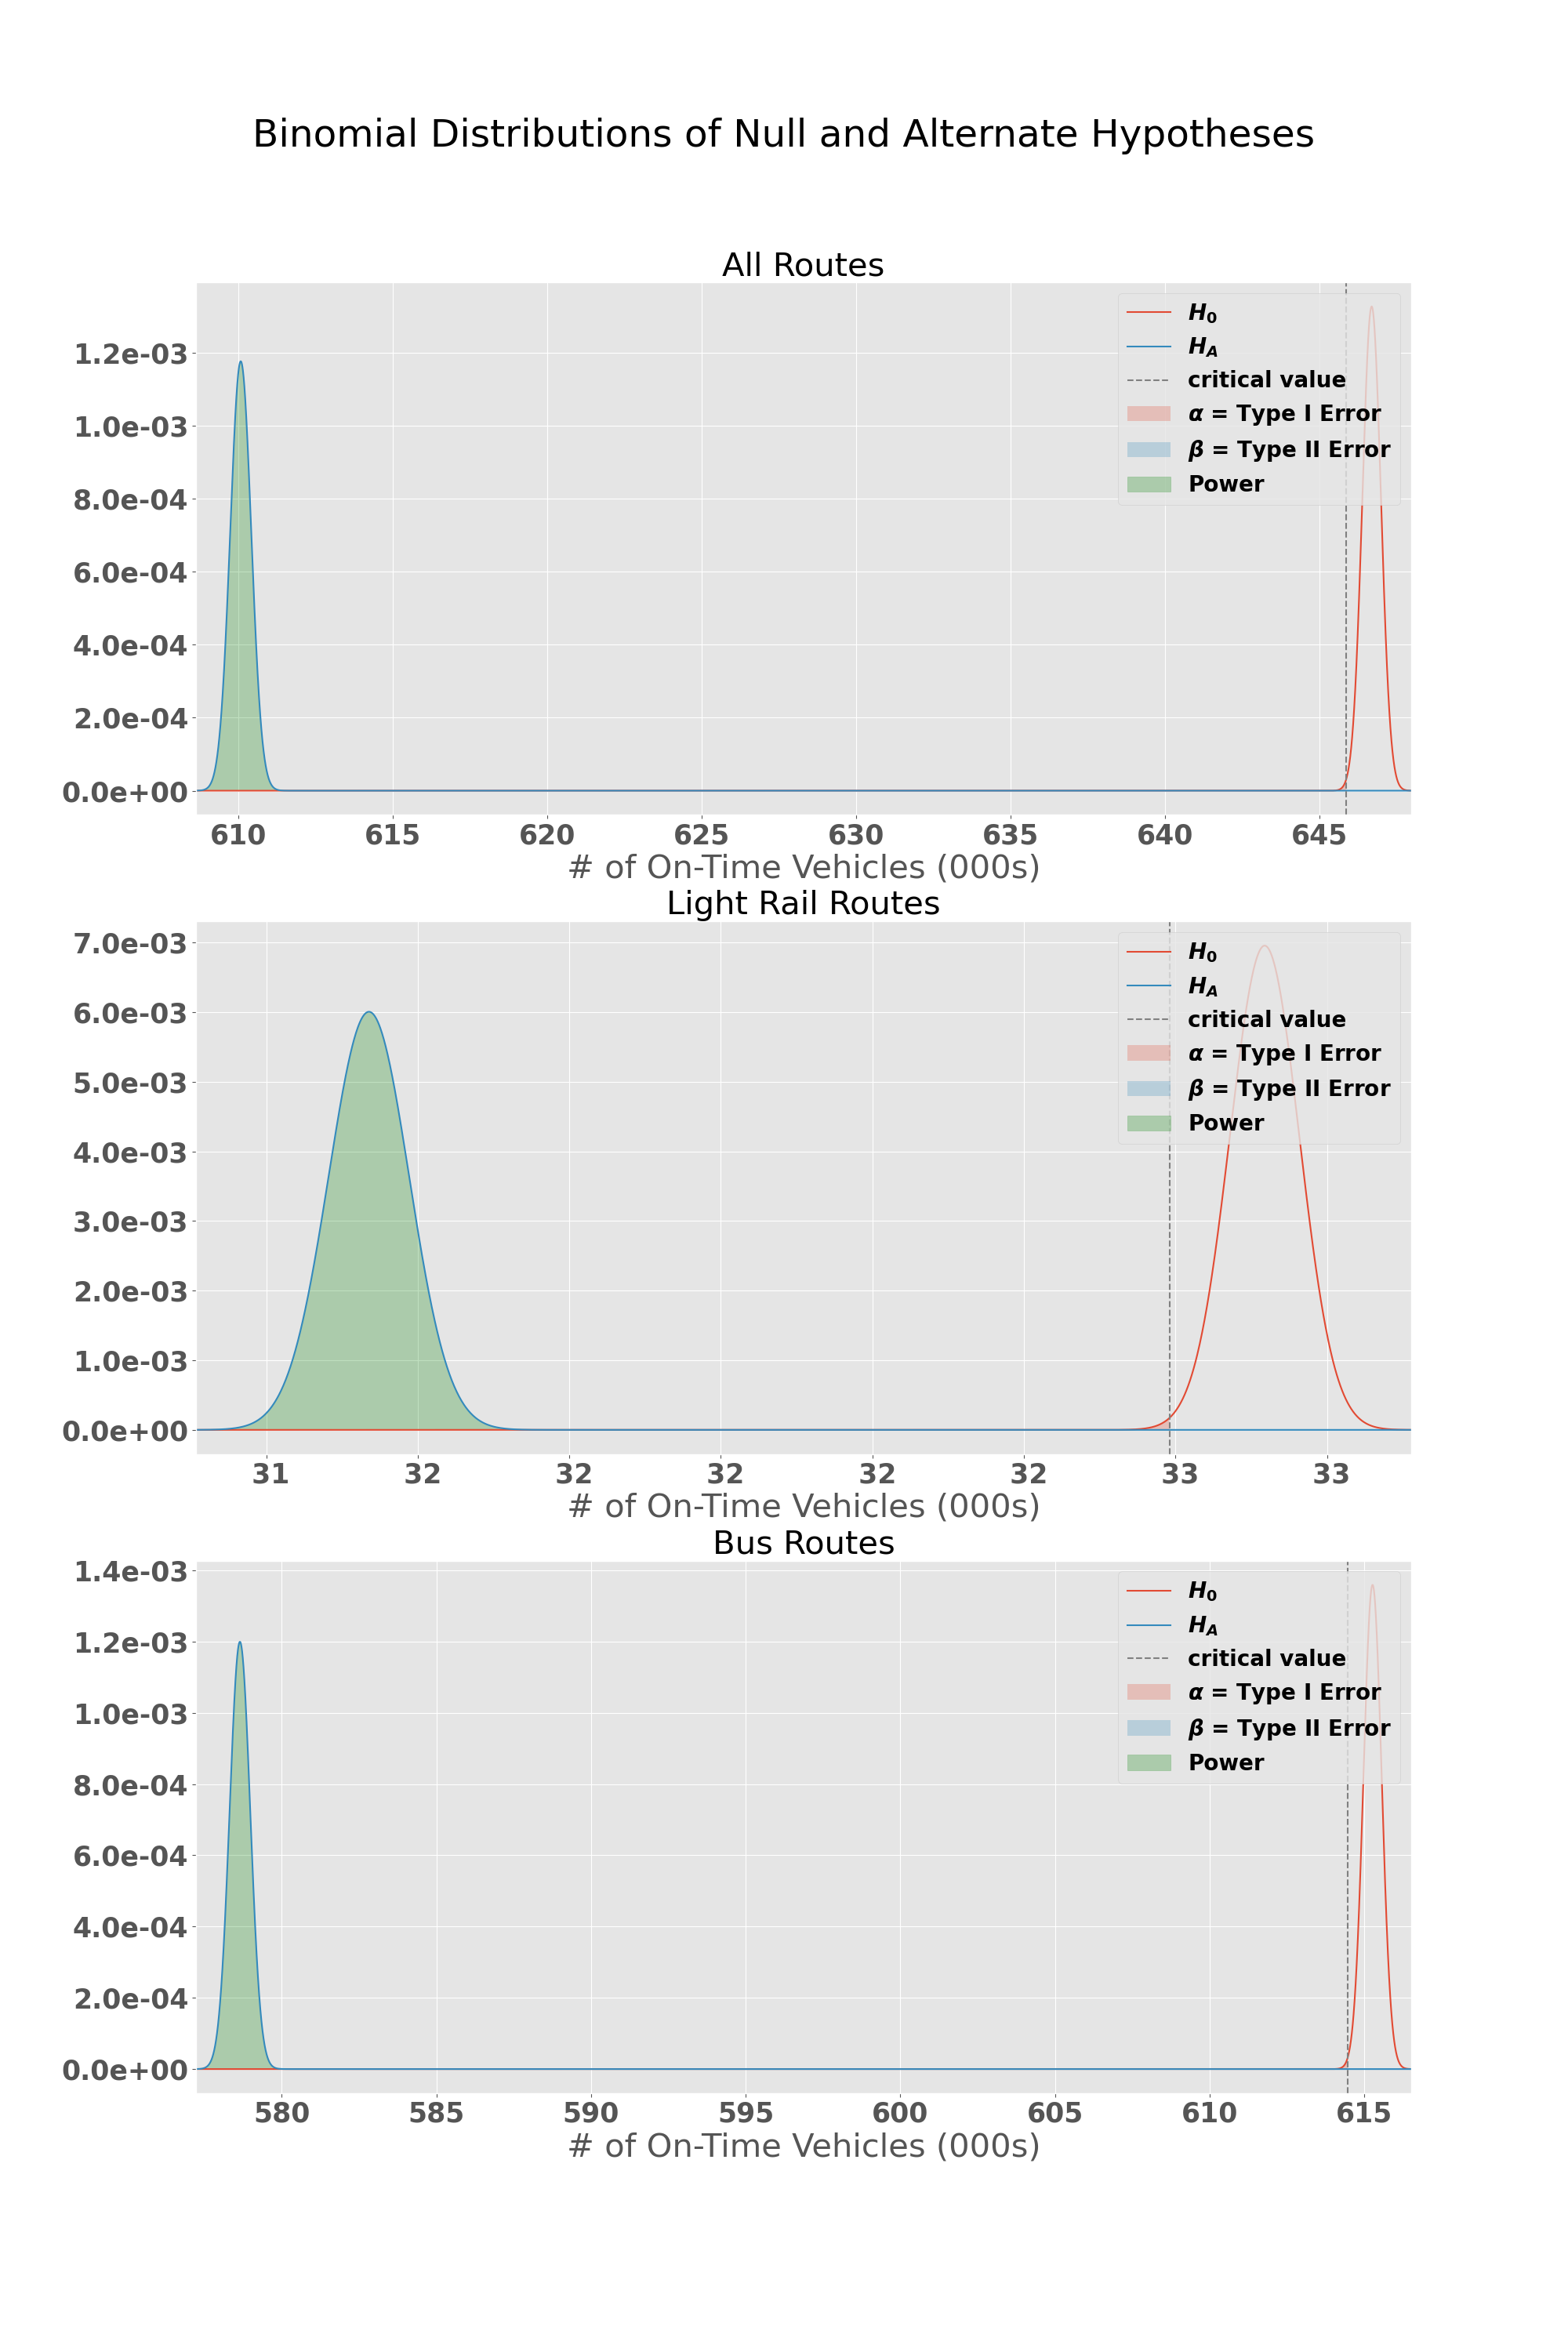 Binomial Distributions of Null and Alternate Hypotheses
All Routes
H0
HA
critical value
α = Type I Error
β = Type II Error
Power
1.2e-03
1.0e-03
8.0e-04
6.0e-04
4.0e-04
2.0e-04
0.0e+00
610 615 620 625 630 635 640 645
# of On-Time Vehicles (000s)
Light Rail Routes
H0
HA
critical value
α = Type I Error
β = Type II Error
Power
7.0e-03
6.0e-03
5.0e-03
4.0e-03
3.0e-03
2.0e-03
1.0e-03
0.0e+00
31 32 32 32 32 32 33 33
# of On-Time Vehicles (000s)
Bus Routes
H0
HA
critical value
α = Type I Error
β = Type II Error
Power
1.4e-03
1.2e-03
1.0e-03
8.0e-04
6.0e-04
4.0e-04
2.0e-04
0.0e+00
580 585 590 595 600 605 610 615
# of On-Time Vehicles (000s)